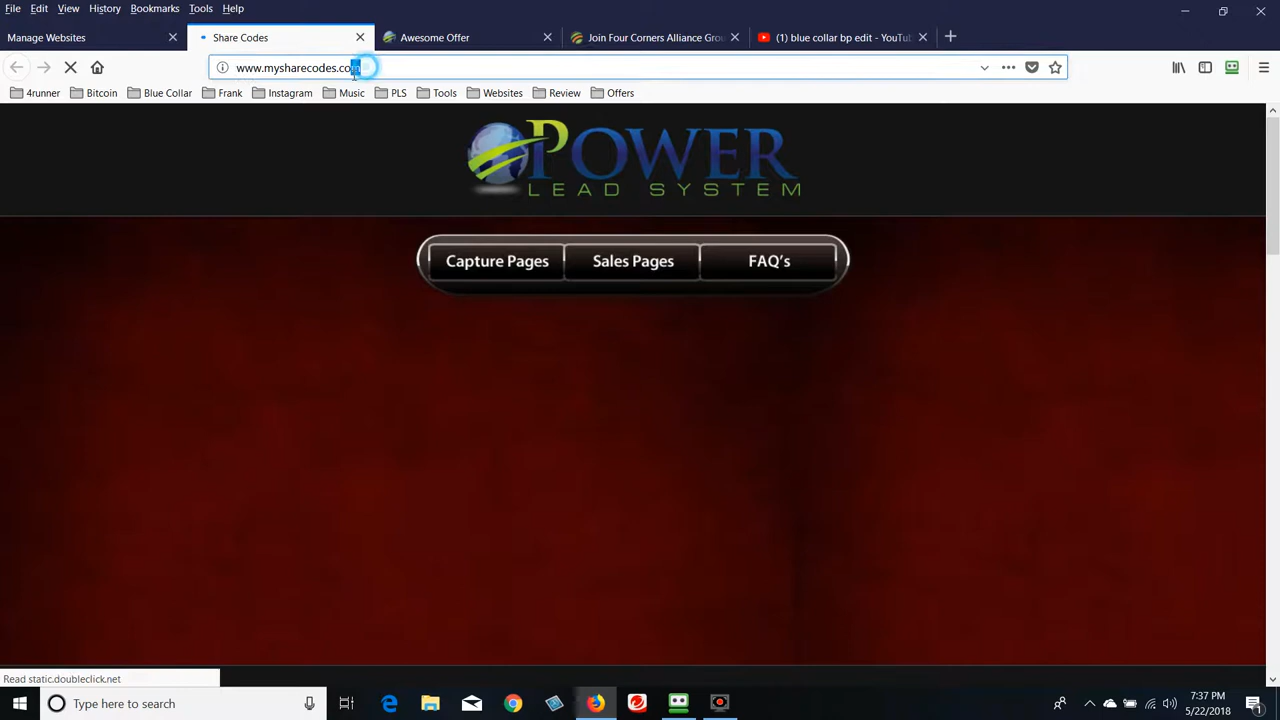 File Edit View History Bookmarks Tools Help
Manage Websites Share Codes Awesome Offer Join Four Corners Alliance Grou (1) blue collar bp edit - YouTub
www.mysharecodes.com
4runner Bitcoin Blue Collar Frank Instagram Music PLS Tools Websites Review Offers
POWER
LEAD SYSTEM
Capture Pages Sales Pages FAQ's
Read static.doubleclick.net
Type here to search
7:37 PM
5/22/2018
1